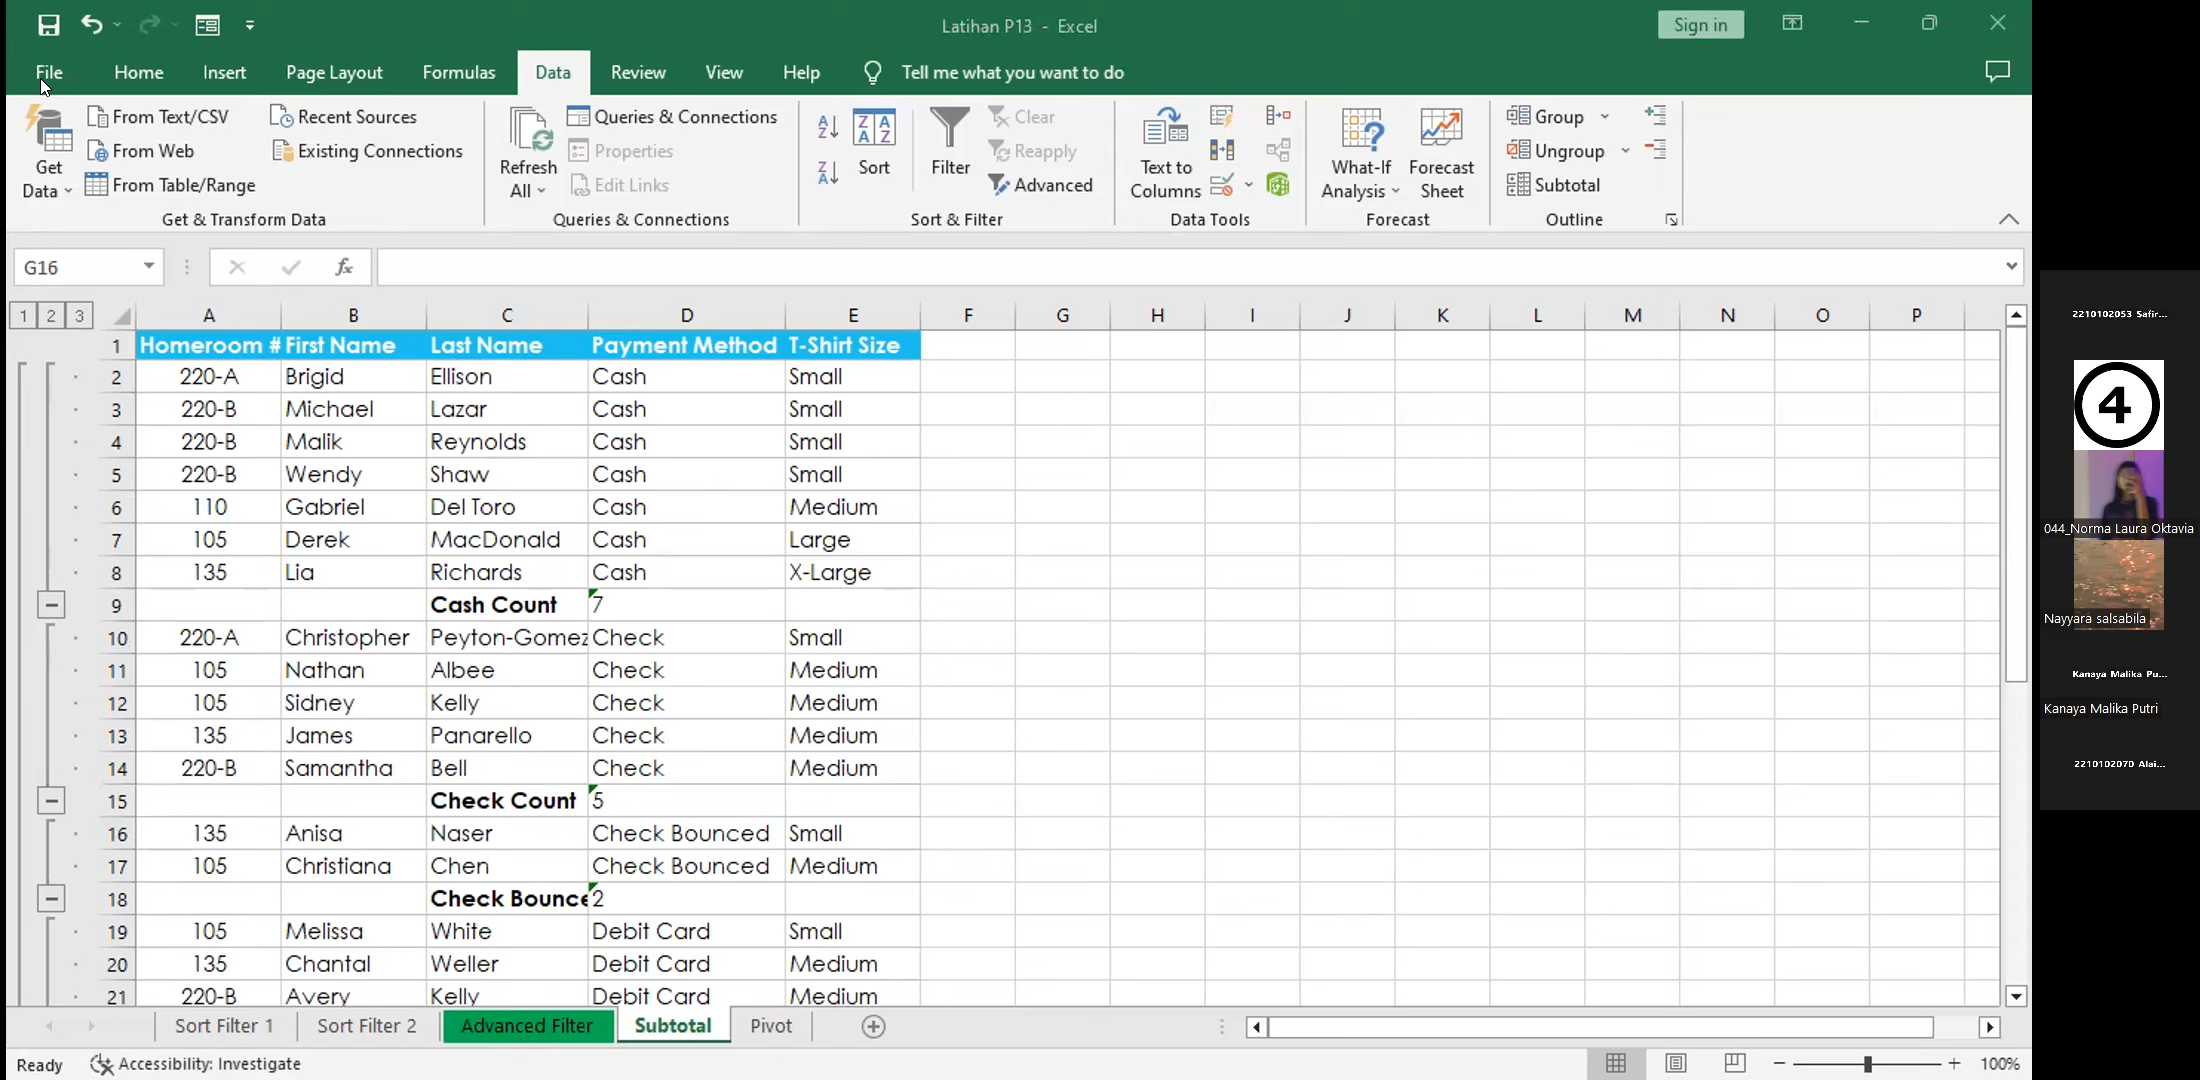 Latihan P13 - Excel
Sign in
File Home Insert Page Layout Formulas Data Review View Help Tell me what you want to do
Get Data
From Text/CSV
From Web
From Table/Range
Recent Sources
Existing Connections
Get & Transform Data
Refresh All
Queries & Connections
Properties
Edit Links
Queries & Connections
Sort
Filter
Clear
Reapply
Advanced
Sort & Filter
Text to Columns
Data Tools
What-If Analysis
Forecast Sheet
Forecast
Group
Ungroup
Subtotal
Outline
G16
fx
1 2 3
A B C D E F G H I J K L M N O P
1 Homeroom # First Name Last Name Payment Method T-Shirt Size
2 220-A Brigid Ellison Cash Small
3 220-B Michael Lazar Cash Small
4 220-B Malik Reynolds Cash Small
5 220-B Wendy Shaw Cash Small
6 110 Gabriel Del Toro Cash Medium
7 105 Derek MacDonald Cash Large
8 135 Lia Richards Cash X-Large
9 Cash Count 7
10 220-A Christopher Peyton-Gomez Check Small
11 105 Nathan Albee Check Medium
12 105 Sidney Kelly Check Medium
13 135 James Panarello Check Medium
14 220-B Samantha Bell Check Medium
15 Check Count 5
16 135 Anisa Naser Check Bounced Small
17 105 Christiana Chen Check Bounced Medium
18 Check Bounce 2
19 105 Melissa White Debit Card Small
20 135 Chantal Weller Debit Card Medium
21 220-B Avery Kelly Debit Card Medium
Sort Filter 1 Sort Filter 2 Advanced Filter Subtotal Pivot
Ready Accessibility: Investigate 100%
2210102053 Safir...
4
044_Norma Laura Oktavia
Nayyara salsabila
Kanaya Malika Pu...
Kanaya Malika Putri
2210102070 Alai...